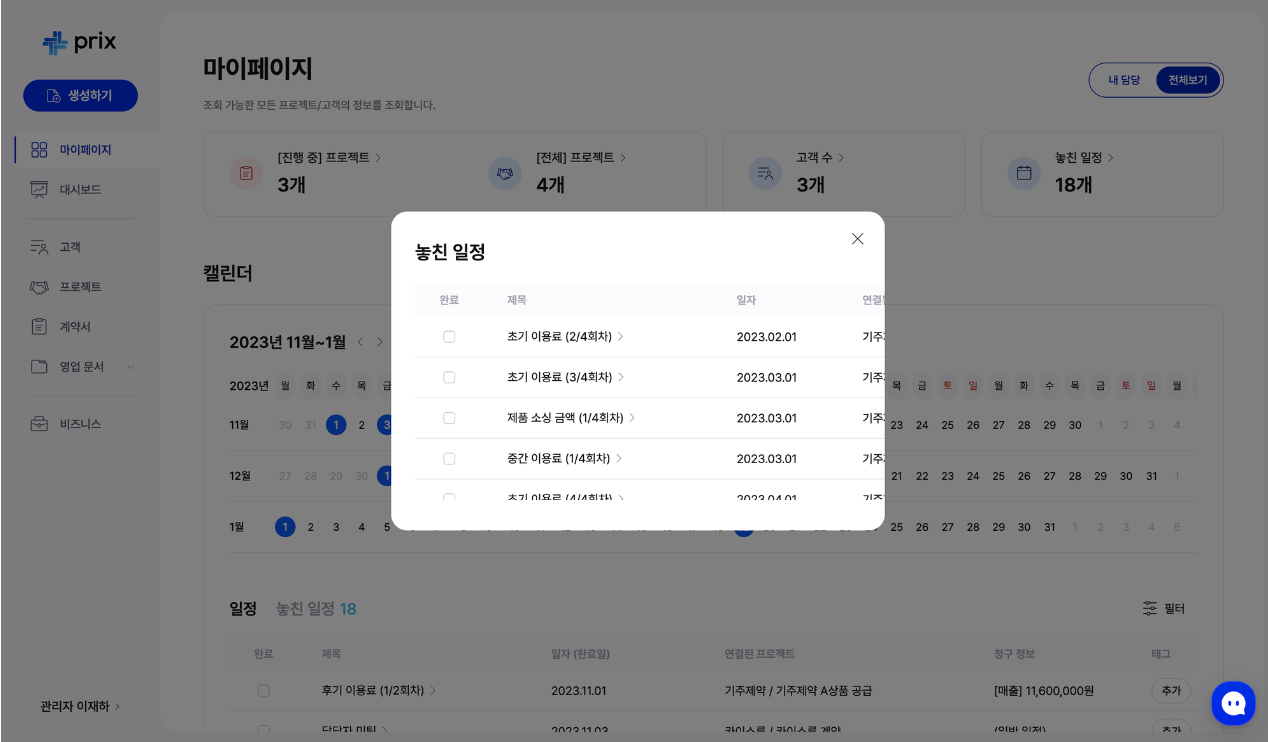 prix
생성하기
마이페이지
대시보드
고객
프로젝트
계약서
영업 문서
비즈니스
관리자 이재하
마이페이지
조회 가능한 모든 프로젝트/고객의 정보를 조회합니다.
내 담당 전체보기
[진행 중] 프로젝트
3개
[전체] 프로젝트
4개
고객 수
3개
놓친 일정
18개
캘린더
2023년 11월~1월
2023년 월 화 수 목 금 목 금 토 일 월 화 수 목 금 토 일 월
11월 30 31 1 2 3 23 24 25 26 27 28 29 30 1 2 3 4
12월 27 28 29 30 1 21 22 23 24 25 26 27 28 29 30 31 1
1월 1 2 3 4 5 25 26 27 28 29 30 31 1 2 3 4 5
놓친 일정
완료 제목 일자 연결
초기 이용료 (2/4회차) 2023.02.01 기주
초기 이용료 (3/4회차) 2023.03.01 기주
제품 소싱 금액 (1/4회차) 2023.03.01 기주
중간 이용료 (1/4회차) 2023.03.01 기주
초기 이용료 (4/4회차) 2023.04.01 기주
일정 놓친 일정 18
필터
완료 제목 일자 (완료일) 연결된 프로젝트 청구 정보 태그
후기 이용료 (1/2회차) 2023.11.01 기주제약 / 기주제약 A상품 공급 [매출] 11,600,000원 추가
담당자 미팅 2023.11.03 카이스룩 / 카이스룩 계약 (일반 일정) 추가